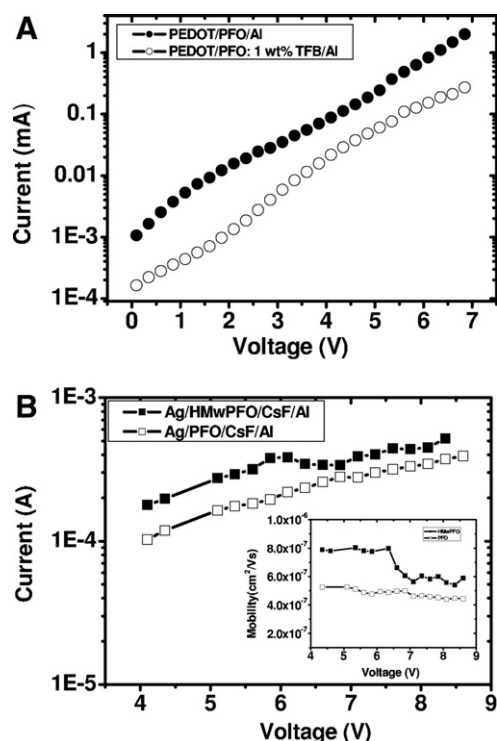 A
PEDOT/PFO/Al
PEDOT/PFO: 1 wt% TFB/Al
Current (mA)
1
0.1
0.01
1E-3
1E-4
0 1 2 3 4 5 6 7
Voltage (V)
B
Ag/HMwPFO/CsF/Al
Ag/PFO/CsF/Al
Current (A)
1E-3
1E-4
1E-5
Mobility(cm²/Vs)
1.0x10⁻⁶
8.0x10⁻⁷
6.0x10⁻⁷
4.0x10⁻⁷
2.0x10⁻⁷
HMwPFO
PFO
4 5 6 7 8 9
Voltage (V)
4 5 6 7 8 9
Voltage (V)